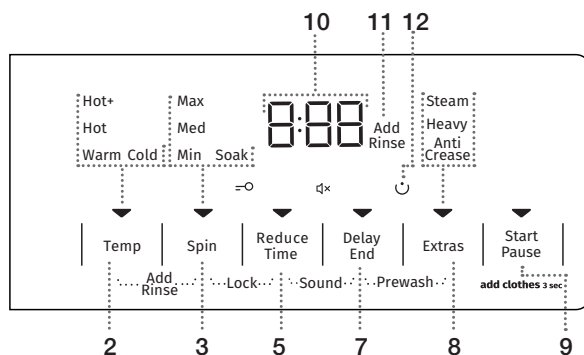 10 11 12
Hot+ Max Steam
Hot Med 8:88 Add Rinse Heavy
Warm Cold Min Soak Anti Crease
Temp Spin Reduce Time Delay End Extras Start Pause
Add Rinse Lock Sound Prewash add clothes 3 sec
2 3 5 7 8 9